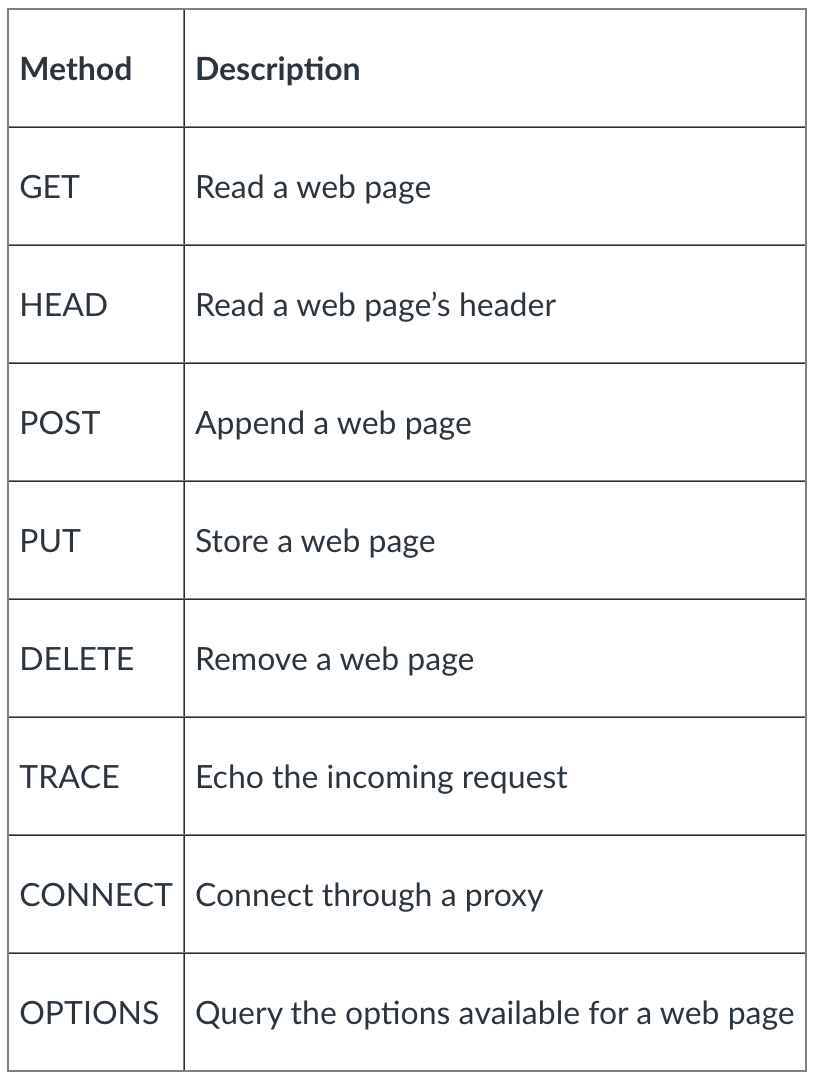 Method Description
GET Read a web page
HEAD Read a web page’s header
POST Append a web page
PUT Store a web page
DELETE Remove a web page
TRACE Echo the incoming request
CONNECT Connect through a proxy
OPTIONS Query the options available for a web page